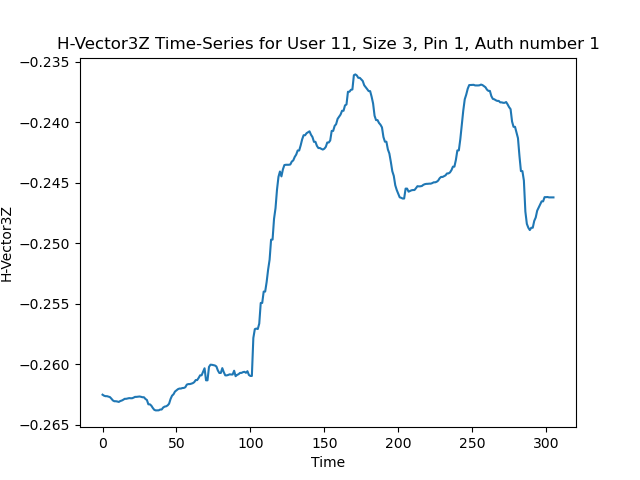 H-Vector3Z Time-Series for User 11, Size 3, Pin 1, Auth number 1
H-Vector3Z
−0.235
−0.240
−0.245
−0.250
−0.255
−0.260
−0.265
0 50 100 150 200 250 300
Time